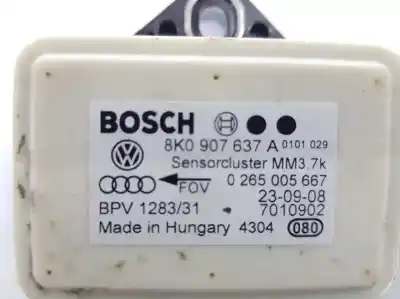 BOSCH
8K0 907 637 A 0101 029
Sensorcluster MM3.7k
FOV 0 265 005 667
23-09-08
BPV 1283/31 - 7010902
Made in Hungary 4304 080